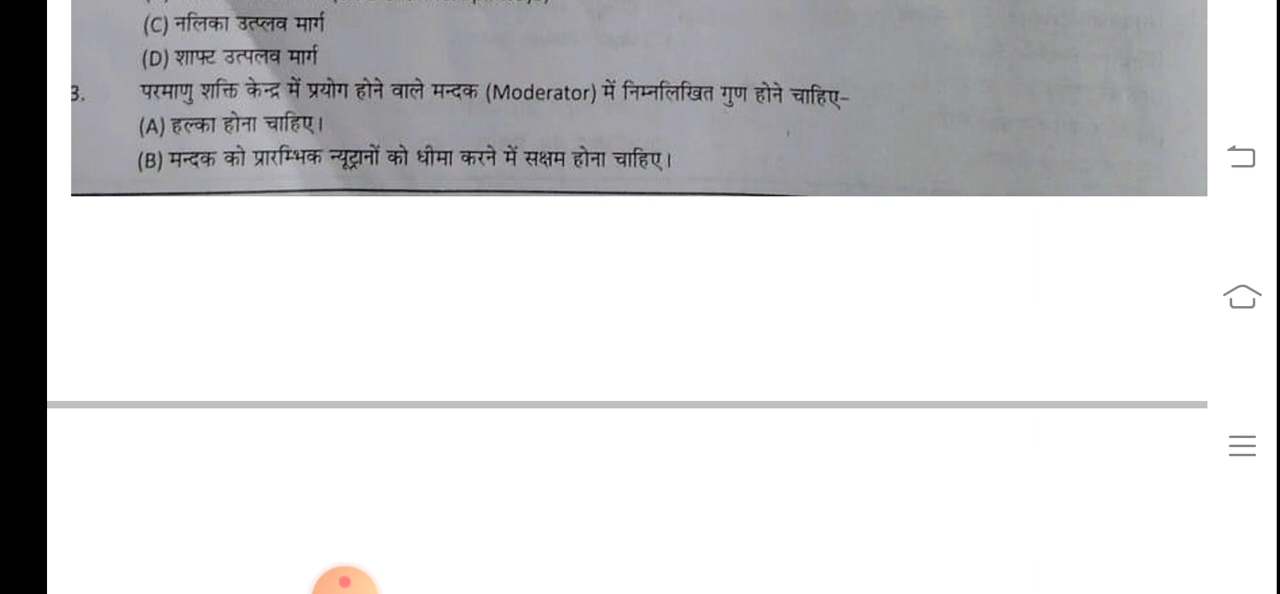 (C) नलिका उत्प्लव मार्ग
(D) शाफ्ट उत्पलव मार्ग
3. परमाणु शक्ति केन्द्र में प्रयोग होने वाले मन्दक (Moderator) में निम्नलिखित गुण होने चाहिए–
(A) हल्का होना चाहिए।
(B) मन्दक को प्रारम्भिक न्यूट्रानों को धीमा करने में सक्षम होना चाहिए।